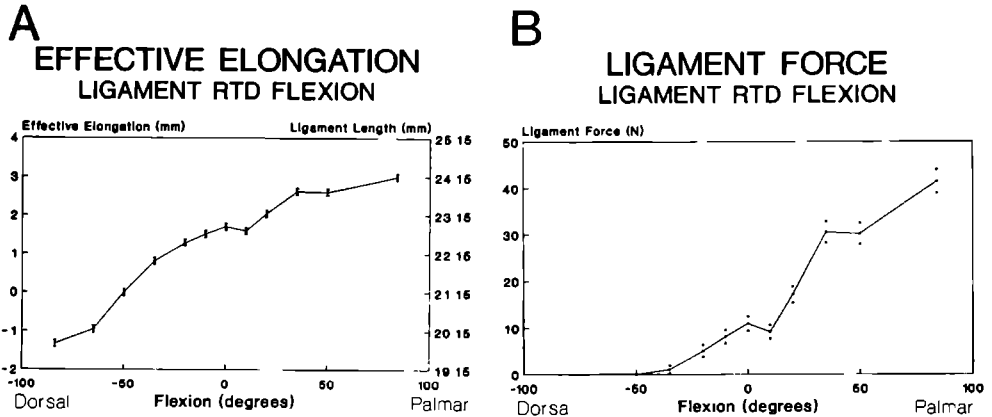 A
EFFECTIVE ELONGATION
LIGAMENT RTD FLEXION
Effective Elongation (mm)
Ligament Length (mm)
4
3
2
1
0
-1
-2
25 15
24 15
23 15
22 15
21 15
20 15
19 15
-100
-50
0
50
100
Dorsal
Flexion (degrees)
Palmar
B
LIGAMENT FORCE
LIGAMENT RTD FLEXION
Ligament Force (N)
50
40
30
20
10
0
-100
-50
0
50
100
Dorsa
Flexion (degrees)
Palmar